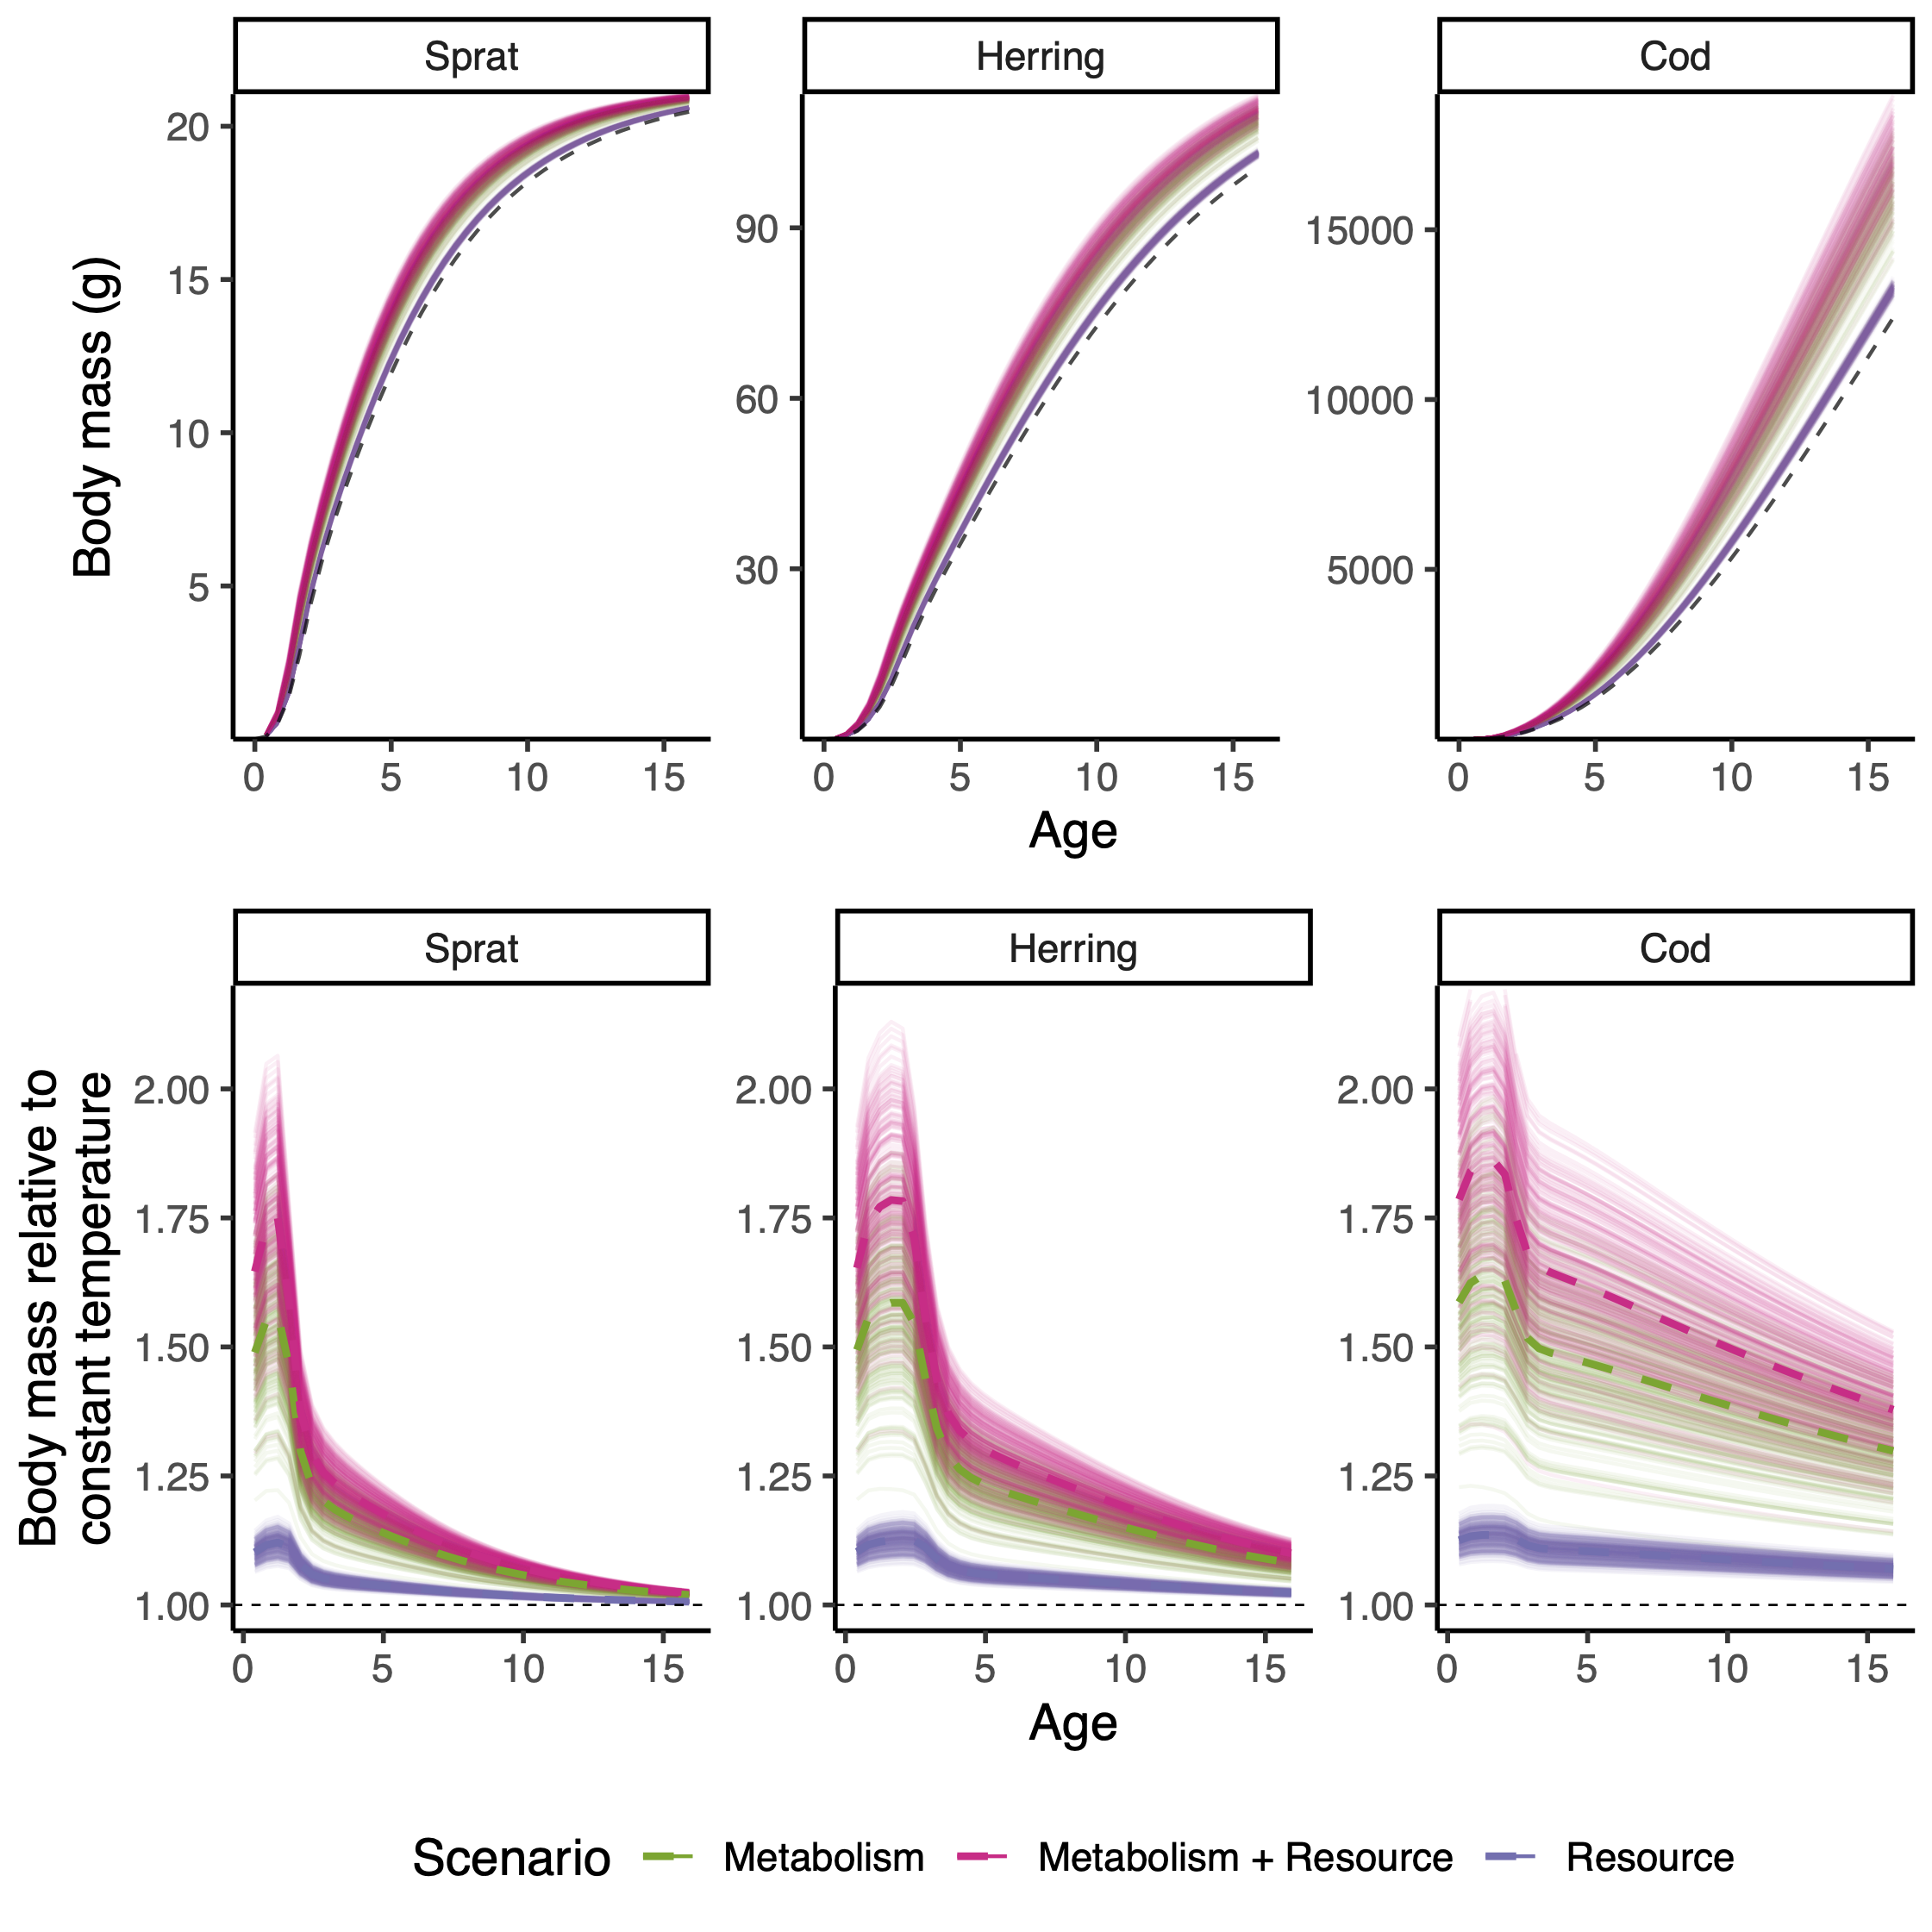 Sprat
Herring
Cod
Body mass (g)
20
15
10
5
90
60
30
15000
10000
5000
0 5 10 15
0 5 10 15
0 5 10 15
Age
Sprat
Herring
Cod
Body mass relative to
constant temperature
2.00
1.75
1.50
1.25
1.00
2.00
1.75
1.50
1.25
1.00
2.00
1.75
1.50
1.25
1.00
0 5 10 15
0 5 10 15
0 5 10 15
Age
Scenario Metabolism Metabolism + Resource Resource